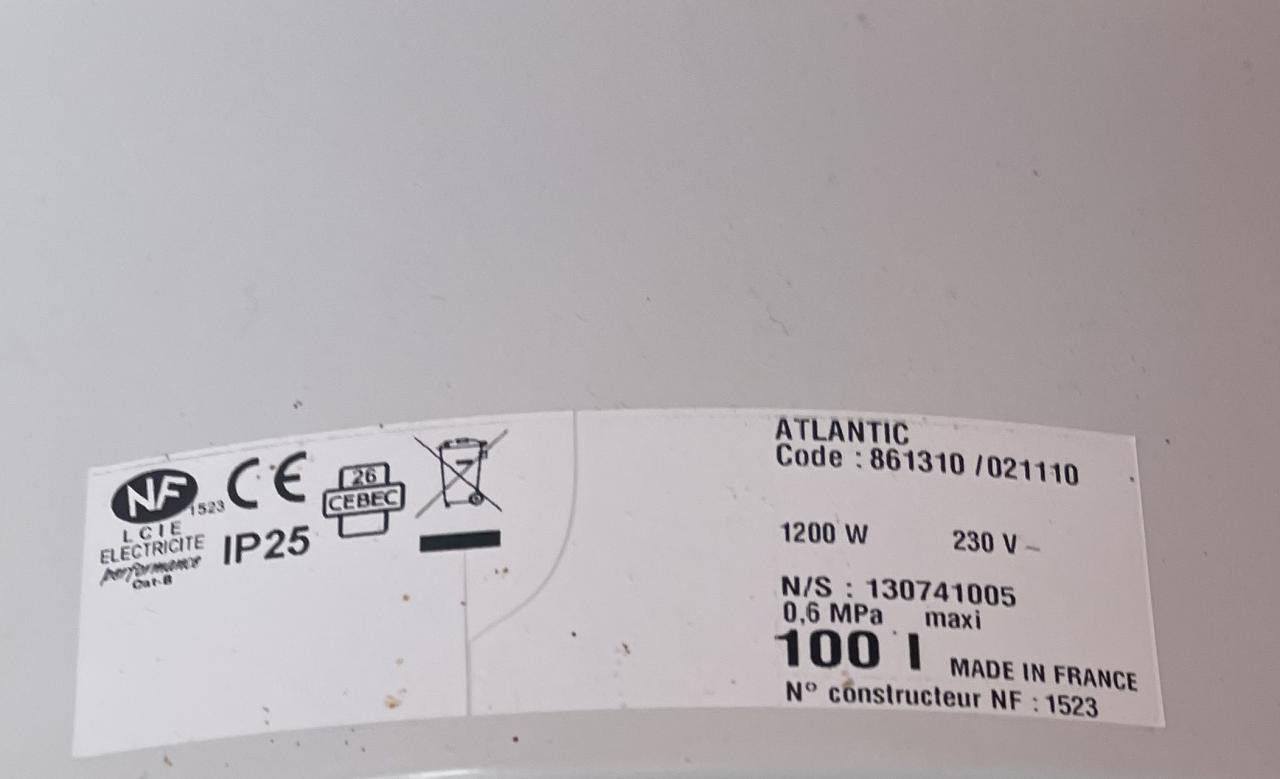 NF
1523
LCIE
ELECTRICITE
performance
Cat-B
CE
IP25
26
CEBEC
ATLANTIC
Code : 861310 / 021110
1200 W 230 V ~
N/S : 130741005
0,6 MPa maxi
100 l MADE IN FRANCE
N° constructeur NF : 1523